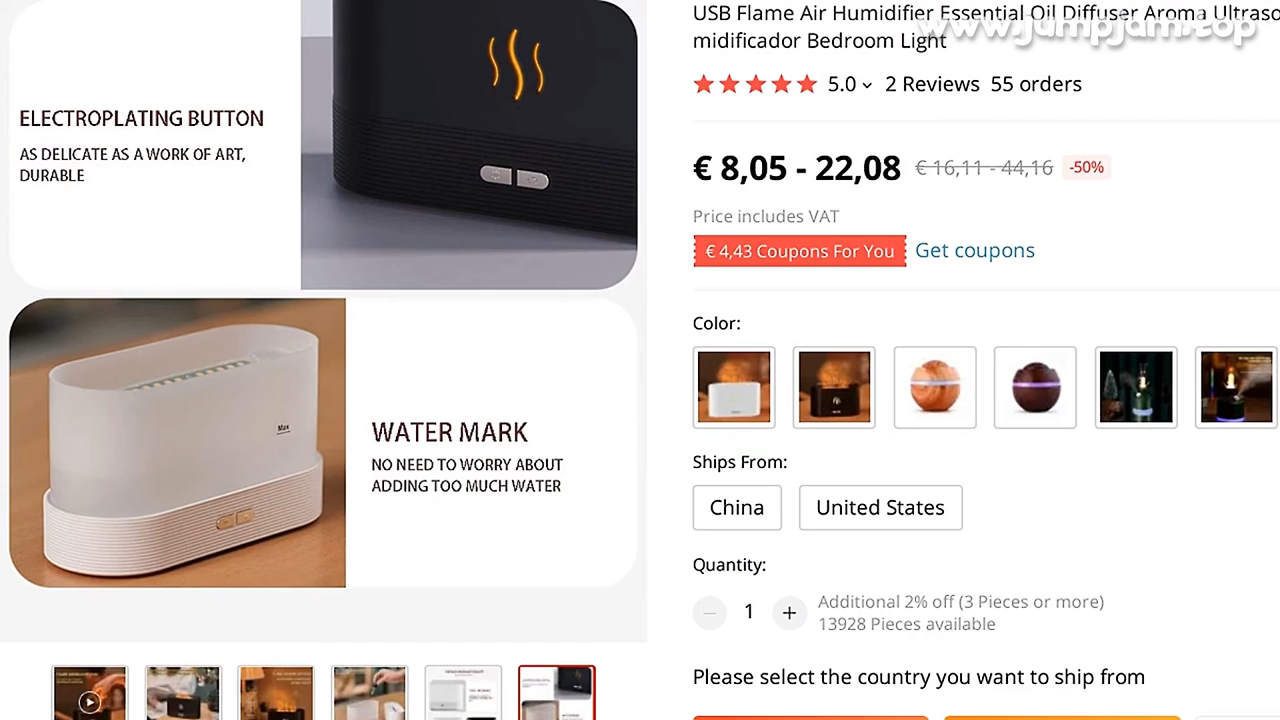 USB Flame Air Humidifier Essential Oil Diffuser Aroma
www.jumpjam.top
midificador Bedroom Light
5.0
2 Reviews 55 orders
ELECTROPLATING BUTTON
AS DELICATE AS A WORK OF ART,
DURABLE
€ 8,05 - 22,08
€ 16,11 - 44,16
-50%
Price includes VAT
€ 4,43 Coupons For You
Get coupons
Color:
Max
WATER MARK
NO NEED TO WORRY ABOUT
ADDING TOO MUCH WATER
Ships From:
China
United States
Quantity:
1
+
Additional 2% off (3 Pieces or more)
13928 Pieces available
Please select the country you want to ship from